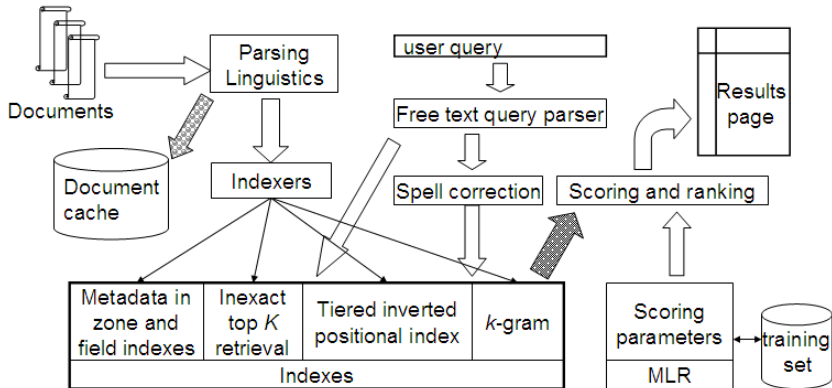 Documents
Parsing
Linguistics
user query
Results
page
Free text query parser
Document
cache
Indexers
Spell correction
Scoring and ranking
Metadata in
zone and
field indexes
Inexact
top K
retrieval
Tiered inverted
positional index
k-gram
Indexes
Scoring
parameters
MLR
training
set